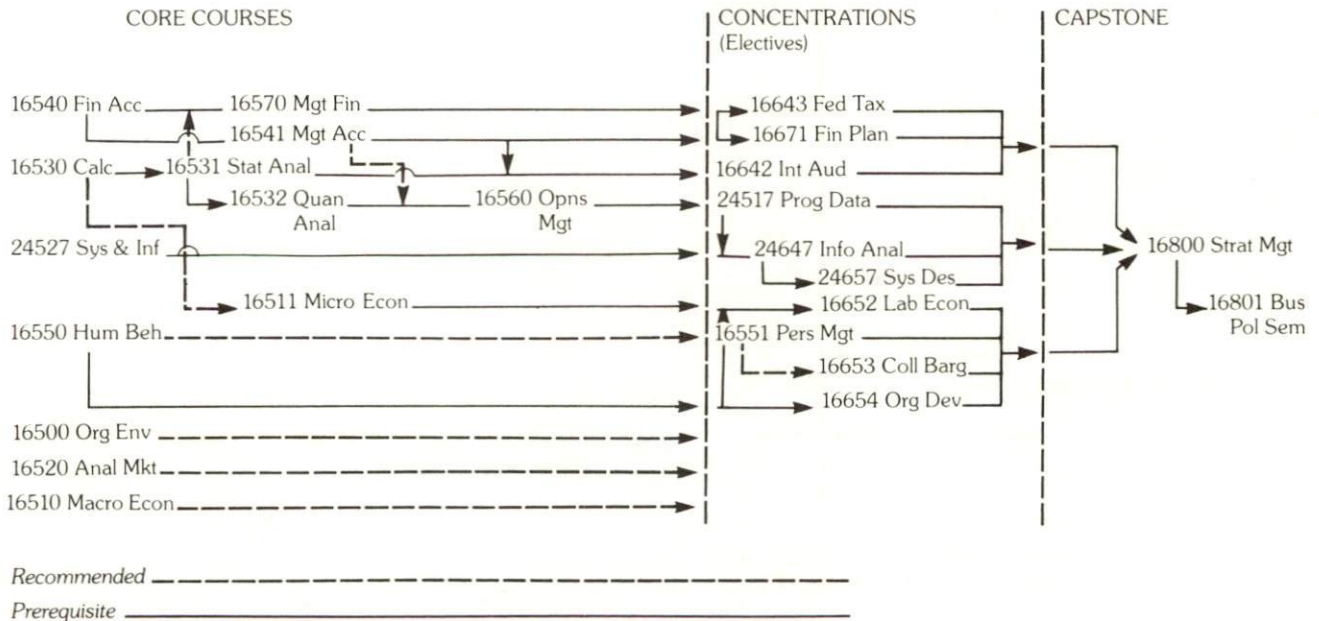 CORE COURSES
CONCENTRATIONS
(Electives)
CAPSTONE
16540 Fin Acc
16570 Mgt Fin
16643 Fed Tax
16541 Mgt Acc
16671 Fin Plan
16530 Calc
16531 Stat Anal
16642 Int Aud
16532 Quan
Anal
16560 Opns
Mgt
24517 Prog Data
24527 Sys & Inf
24647 Info Anal
16800 Strat Mgt
24657 Sys Des
16511 Micro Econ
16652 Lab Econ
16801 Bus
Pol Sem
16550 Hum Beh
16551 Pers Mgt
16653 Coll Barg
16654 Org Dev
16500 Org Env
16520 Anal Mkt
16510 Macro Econ
Recommended
Prerequisite